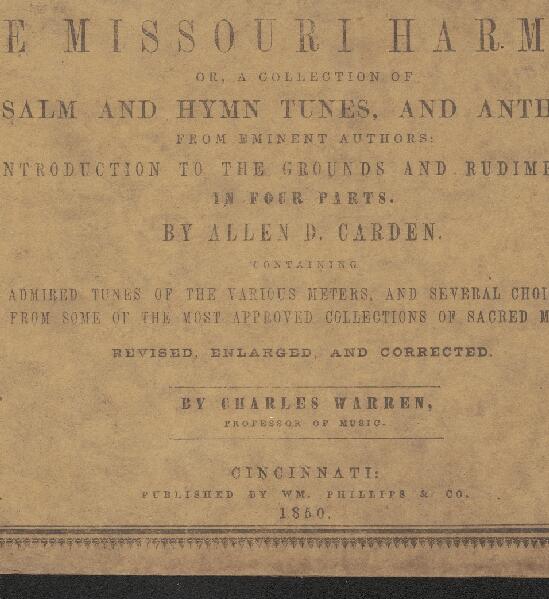 E MISSOURI HARM
OR, A COLLECTION OF
SALM AND HYMN TUNES, AND ANTH
FROM EMINENT AUTHORS:
NTRODUCTION TO THE GROUNDS AND RUDIME
IN FOUR PARTS.
BY ALLEN D. CARDEN.
CONTAINING
ADMIRED TUNES OF THE VARIOUS METERS, AND SEVERAL CHOI
FROM SOME OF THE MOST APPROVED COLLECTIONS OF SACRED M
REVISED, ENLARGED, AND CORRECTED.
BY CHARLES WARREN,
PROFESSOR OF MUSIC.
CINCINNATI:
PUBLISHED BY WM. PHILLIPS & CO.
1850.